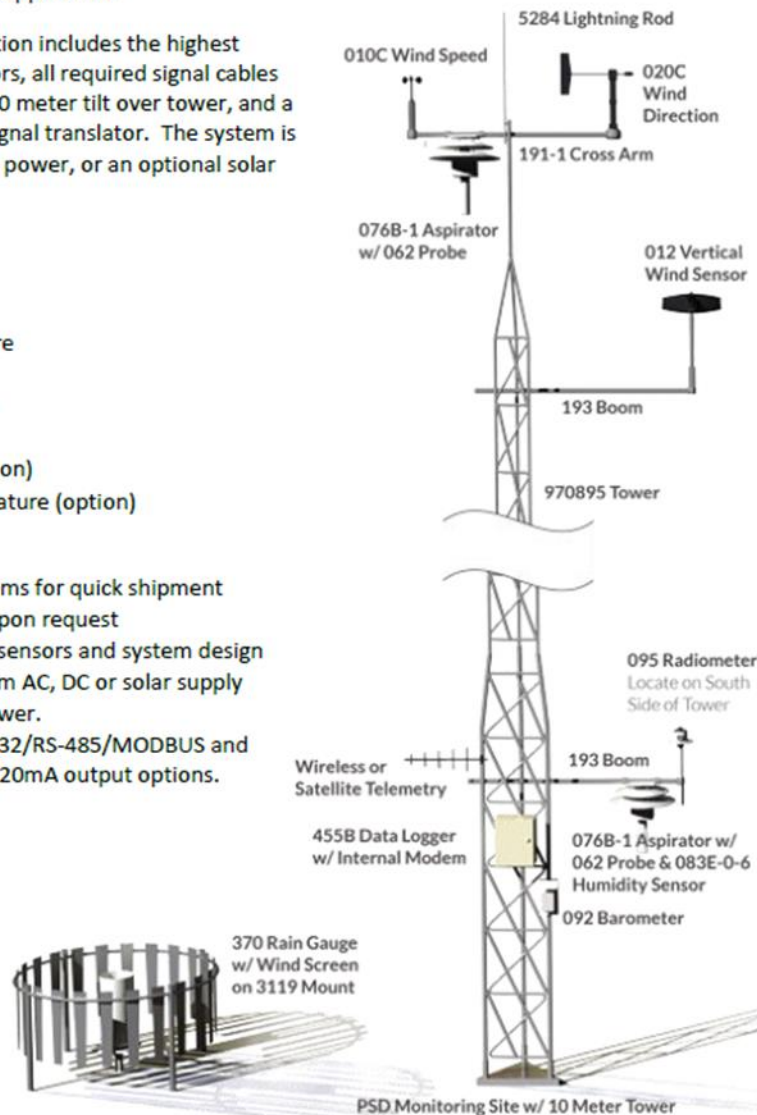 tion includes the highest
ors, all required signal cables
0 meter tilt over tower, and a
gnal translator. The system is
power, or an optional solar
re
on)
ature (option)
ms for quick shipment
pon request
sensors and system design
m AC, DC or solar supply
wer.
32/RS-485/MODBUS and
20mA output options.
5284 Lightning Rod
010C Wind Speed
020C
Wind
Direction
191-1 Cross Arm
076B-1 Aspirator
w/ 062 Probe
012 Vertical
Wind Sensor
193 Boom
970895 Tower
095 Radiometer
Locate on South
Side of Tower
193 Boom
Wireless or
Satellite Telemetry
455B Data Logger
w/ Internal Modem
076B-1 Aspirator w/
062 Probe & 083E-0-6
Humidity Sensor
092 Barometer
370 Rain Gauge
w/ Wind Screen
on 3119 Mount
PSD Monitoring Site w/ 10 Meter Tower